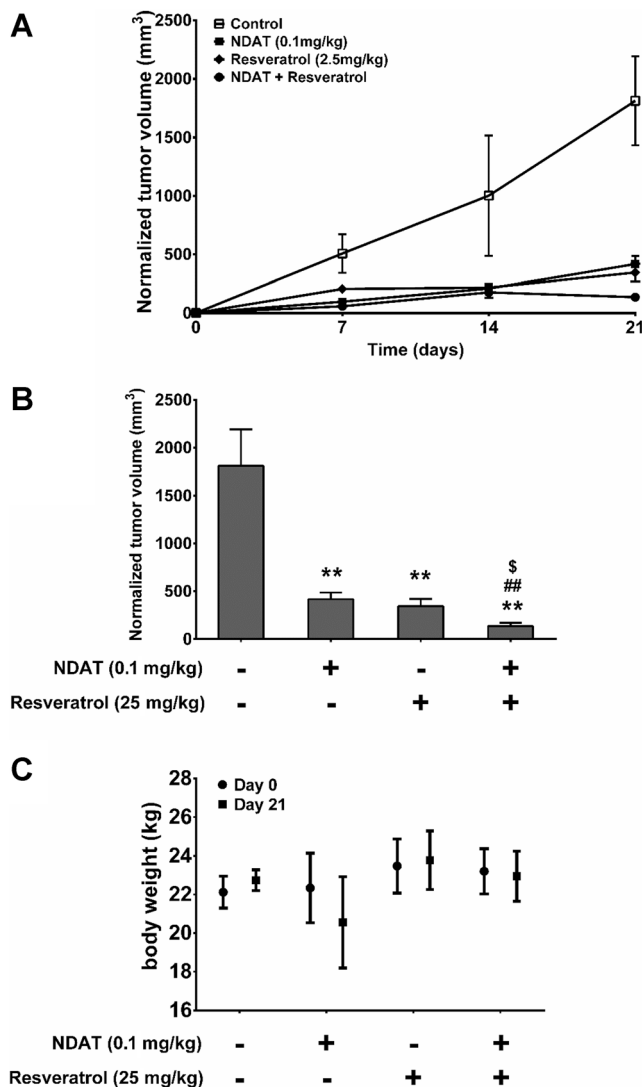 A
Control
NDAT (0.1mg/kg)
Resveratrol (2.5mg/kg)
NDAT + Resveratrol
Normalized tumor volume (mm³)
2500
2000
1500
1000
500
0
0 7 14 21
Time (days)
B
Normalized tumor volume (mm³)
2500
2000
1500
1000
500
0
**
**
$
##
**
NDAT (0.1 mg/kg) - + - +
Resveratrol (25 mg/kg) - - + +
C
Day 0
Day 21
body weight (kg)
28
26
24
22
20
18
16
NDAT (0.1 mg/kg) - + - +
Resveratrol (25 mg/kg) - - + +